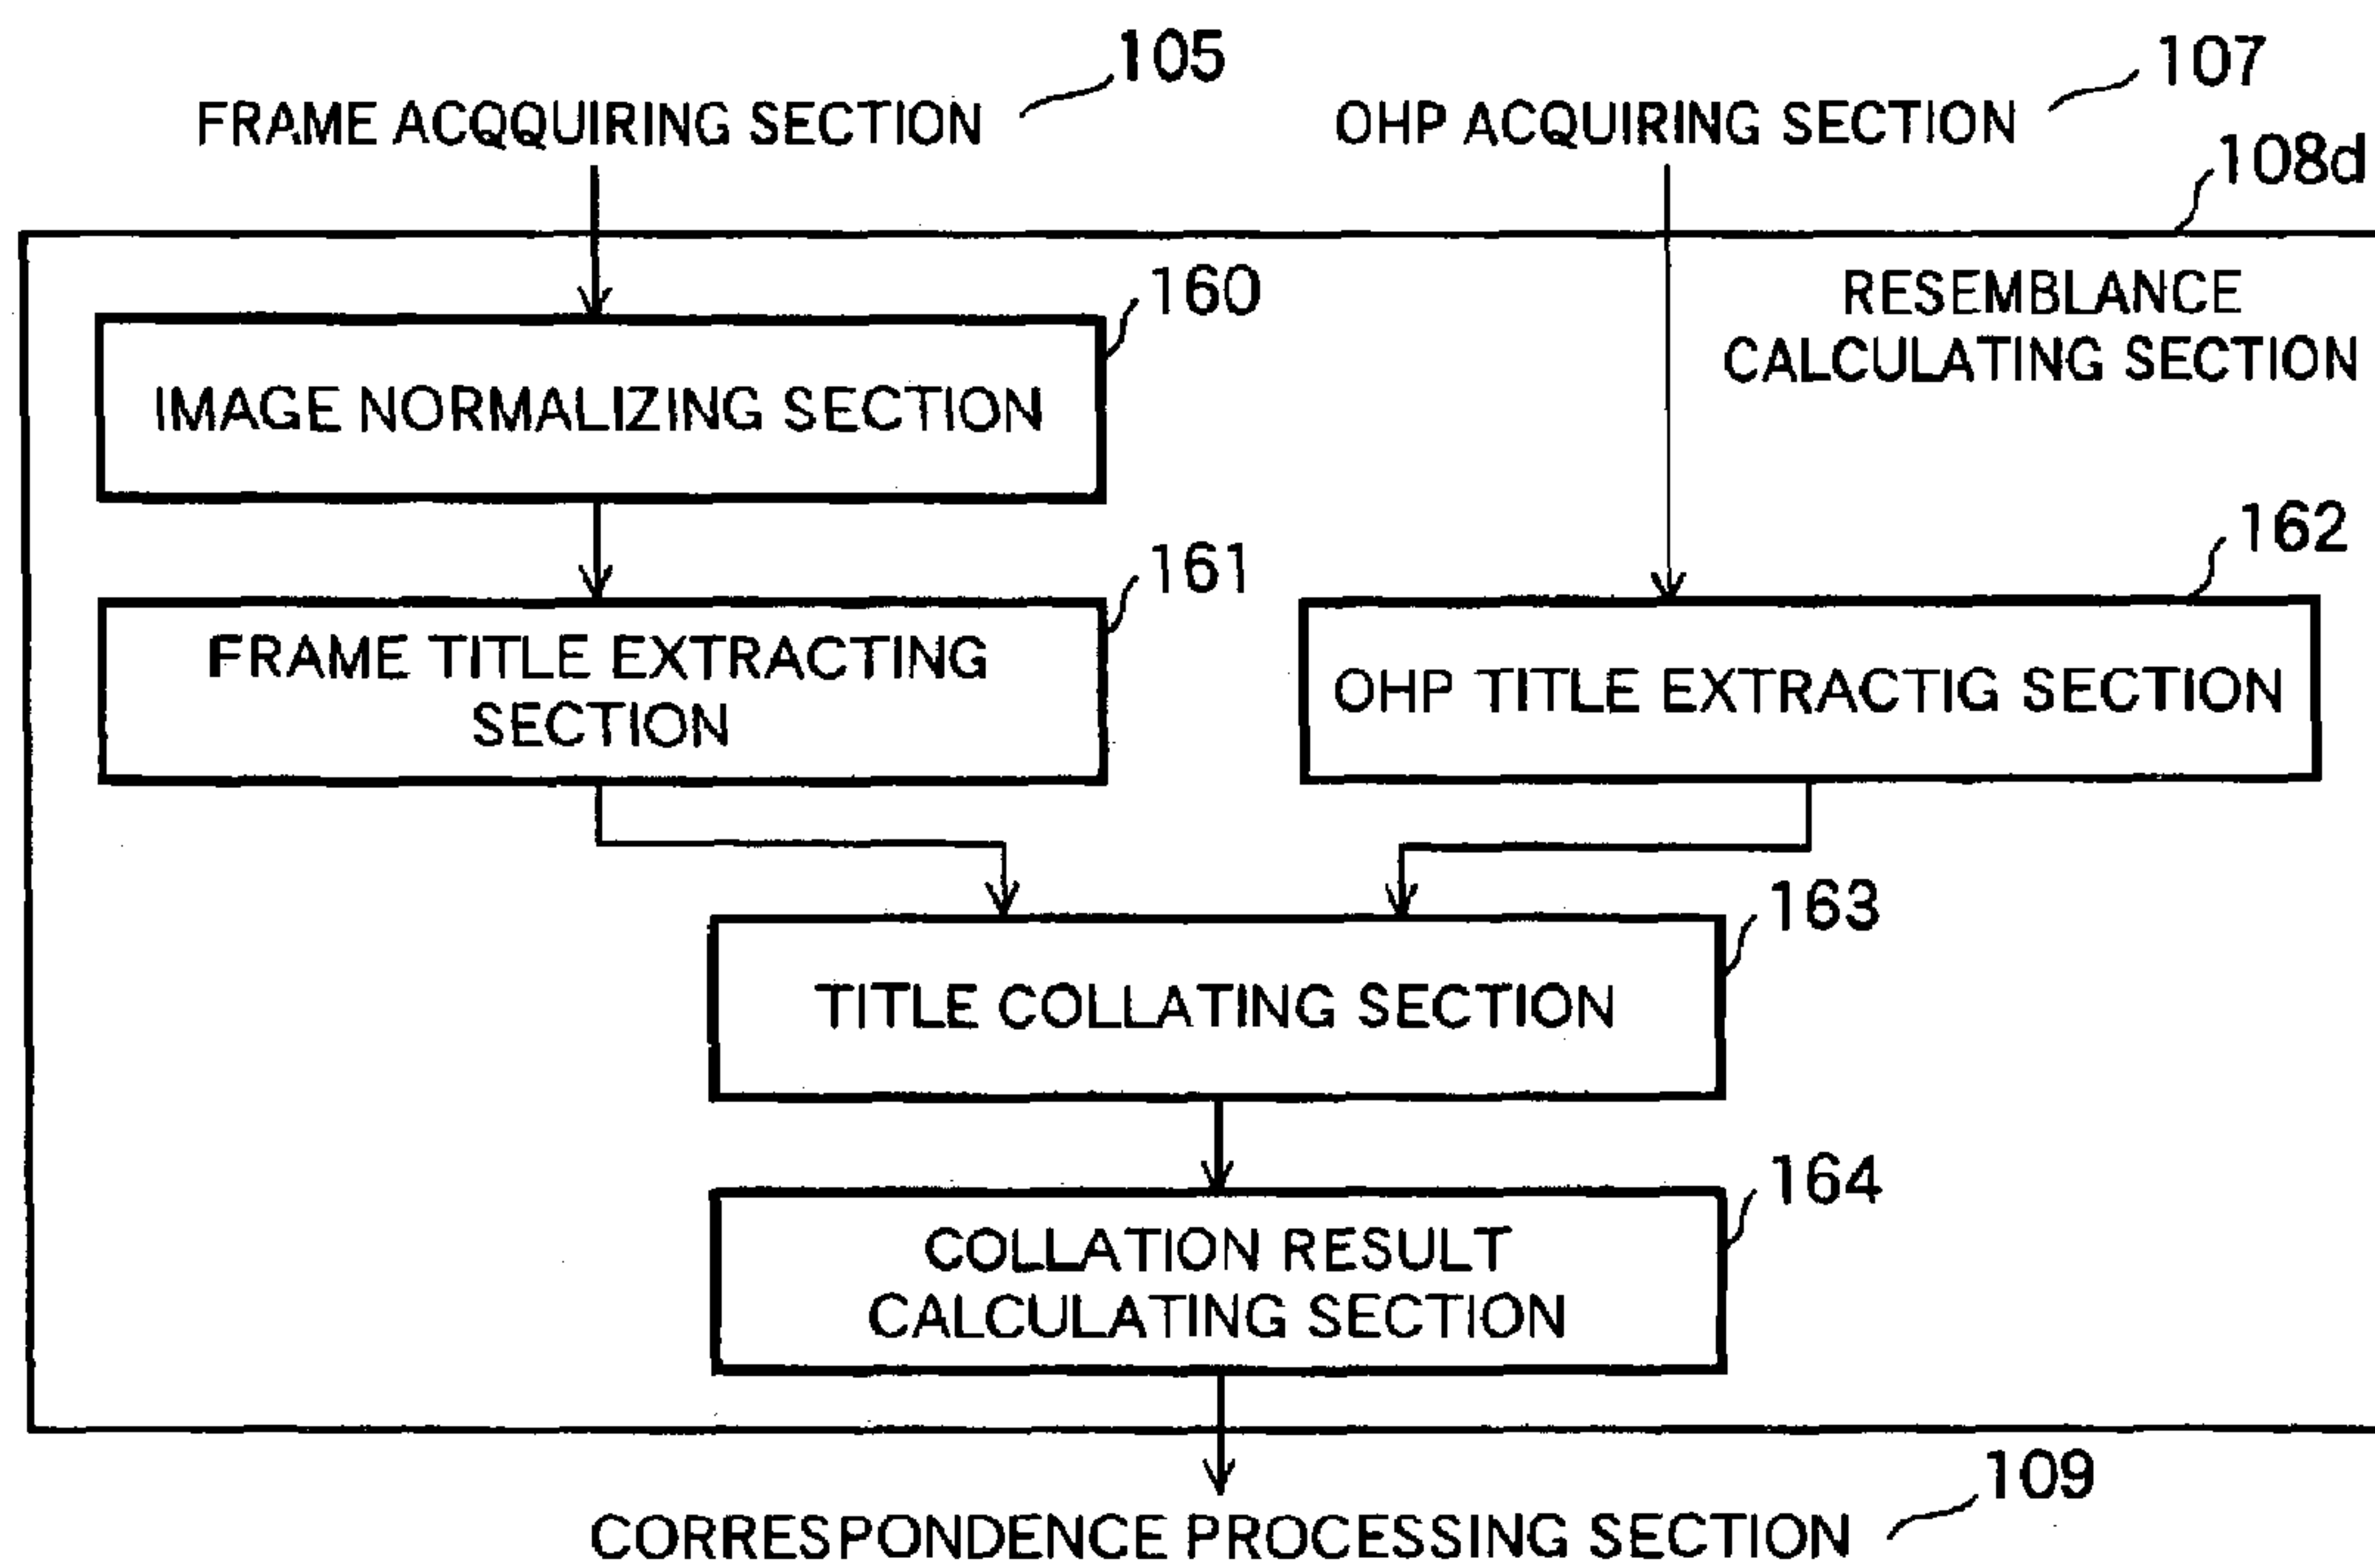 105
FRAME ACQQUIRING SECTION
107
OHP ACQUIRING SECTION
108d
RESEMBLANCE
CALCULATING SECTION
160
IMAGE NORMALIZING SECTION
161
FRAME TITLE EXTRACTING
SECTION
162
OHP TITLE EXTRACTIG SECTION
163
TITLE COLLATING SECTION
164
COLLATION RESULT
CALCULATING SECTION
109
CORRESPONDENCE PROCESSING SECTION